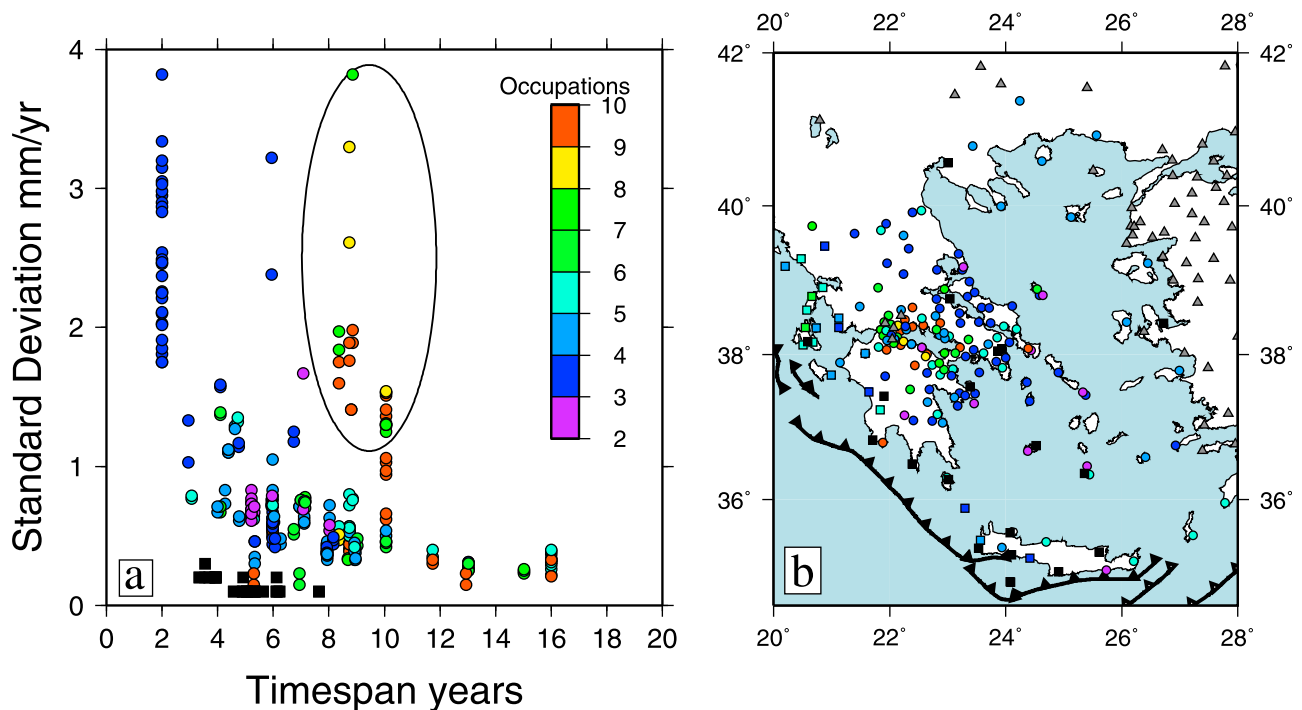 20° 22° 24° 26° 28°
4
3
2
1
0
Standard Deviation mm/yr
Occupations
10
9
8
7
6
5
4
3
2
a
0 2 4 6 8 10 12 14 16 18 20
Timespan years
42° 42°
40° 40°
38° 38°
36° 36°
b
20° 22° 24° 26° 28°